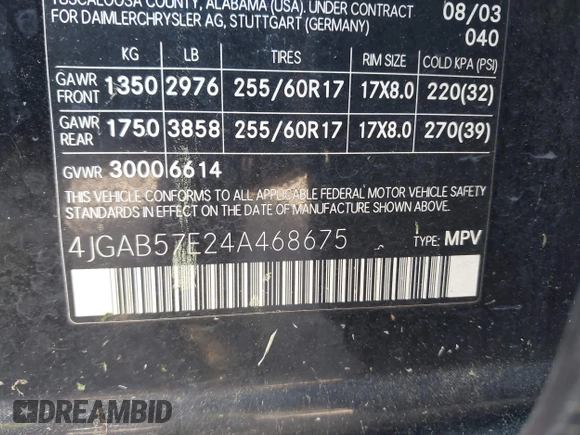 TUSCALOOSA COUNTY, ALABAMA (USA). UNDER CONTRACT
FOR DAIMLERCHRYSLER AG, STUTTGART (GERMANY)
08/03
040
KG LB TIRES RIM SIZE COLD KPA (PSI)
GAWR FRONT 1350 2976 255/60R17 17X8.0 220(32)
GAWR REAR 1750 3858 255/60R17 17X8.0 270(39)
GVWR 3000 6614
THIS VEHICLE CONFORMS TO ALL APPLICABLE FEDERAL MOTOR VEHICLE SAFETY
STANDARDS IN EFFECT ON THE DATE OF MANUFACTURE SHOWN ABOVE.
4JGAB57E24A468675 TYPE: MPV
DREAMBID